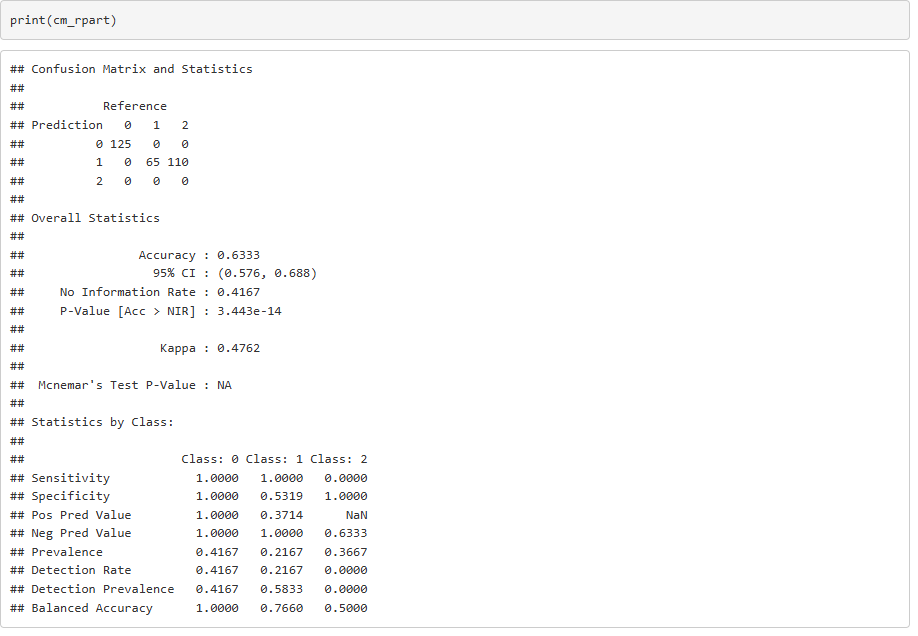 print(cm_rpart)
## Confusion Matrix and Statistics
##
##           Reference
## Prediction   0   1   2
##          0 125   0   0
##          1   0  65 110
##          2   0   0   0
##
## Overall Statistics
##
##                Accuracy : 0.6333
##                  95% CI : (0.576, 0.688)
##     No Information Rate : 0.4167
##     P-Value [Acc > NIR] : 3.443e-14
##
##                   Kappa : 0.4762
##
##  Mcnemar's Test P-Value : NA
##
## Statistics by Class:
##
##                      Class: 0 Class: 1 Class: 2
## Sensitivity            1.0000   1.0000   0.0000
## Specificity            1.0000   0.5319   1.0000
## Pos Pred Value         1.0000   0.3714      NaN
## Neg Pred Value         1.0000   1.0000   0.6333
## Prevalence             0.4167   0.2167   0.3667
## Detection Rate         0.4167   0.2167   0.0000
## Detection Prevalence   0.4167   0.5833   0.0000
## Balanced Accuracy      1.0000   0.7660   0.5000